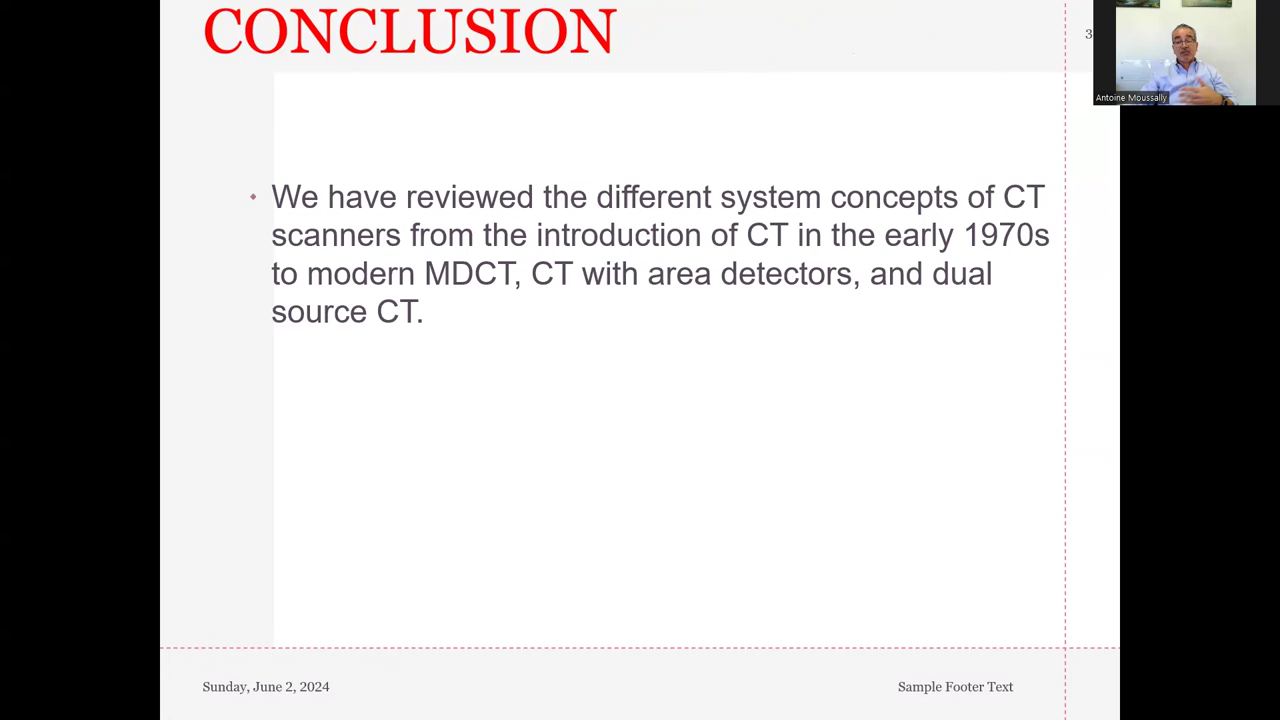 CONCLUSION
3
Antoine Moussally
We have reviewed the different system concepts of CT
scanners from the introduction of CT in the early 1970s
to modern MDCT, CT with area detectors, and dual
source CT.
Sunday, June 2, 2024
Sample Footer Text